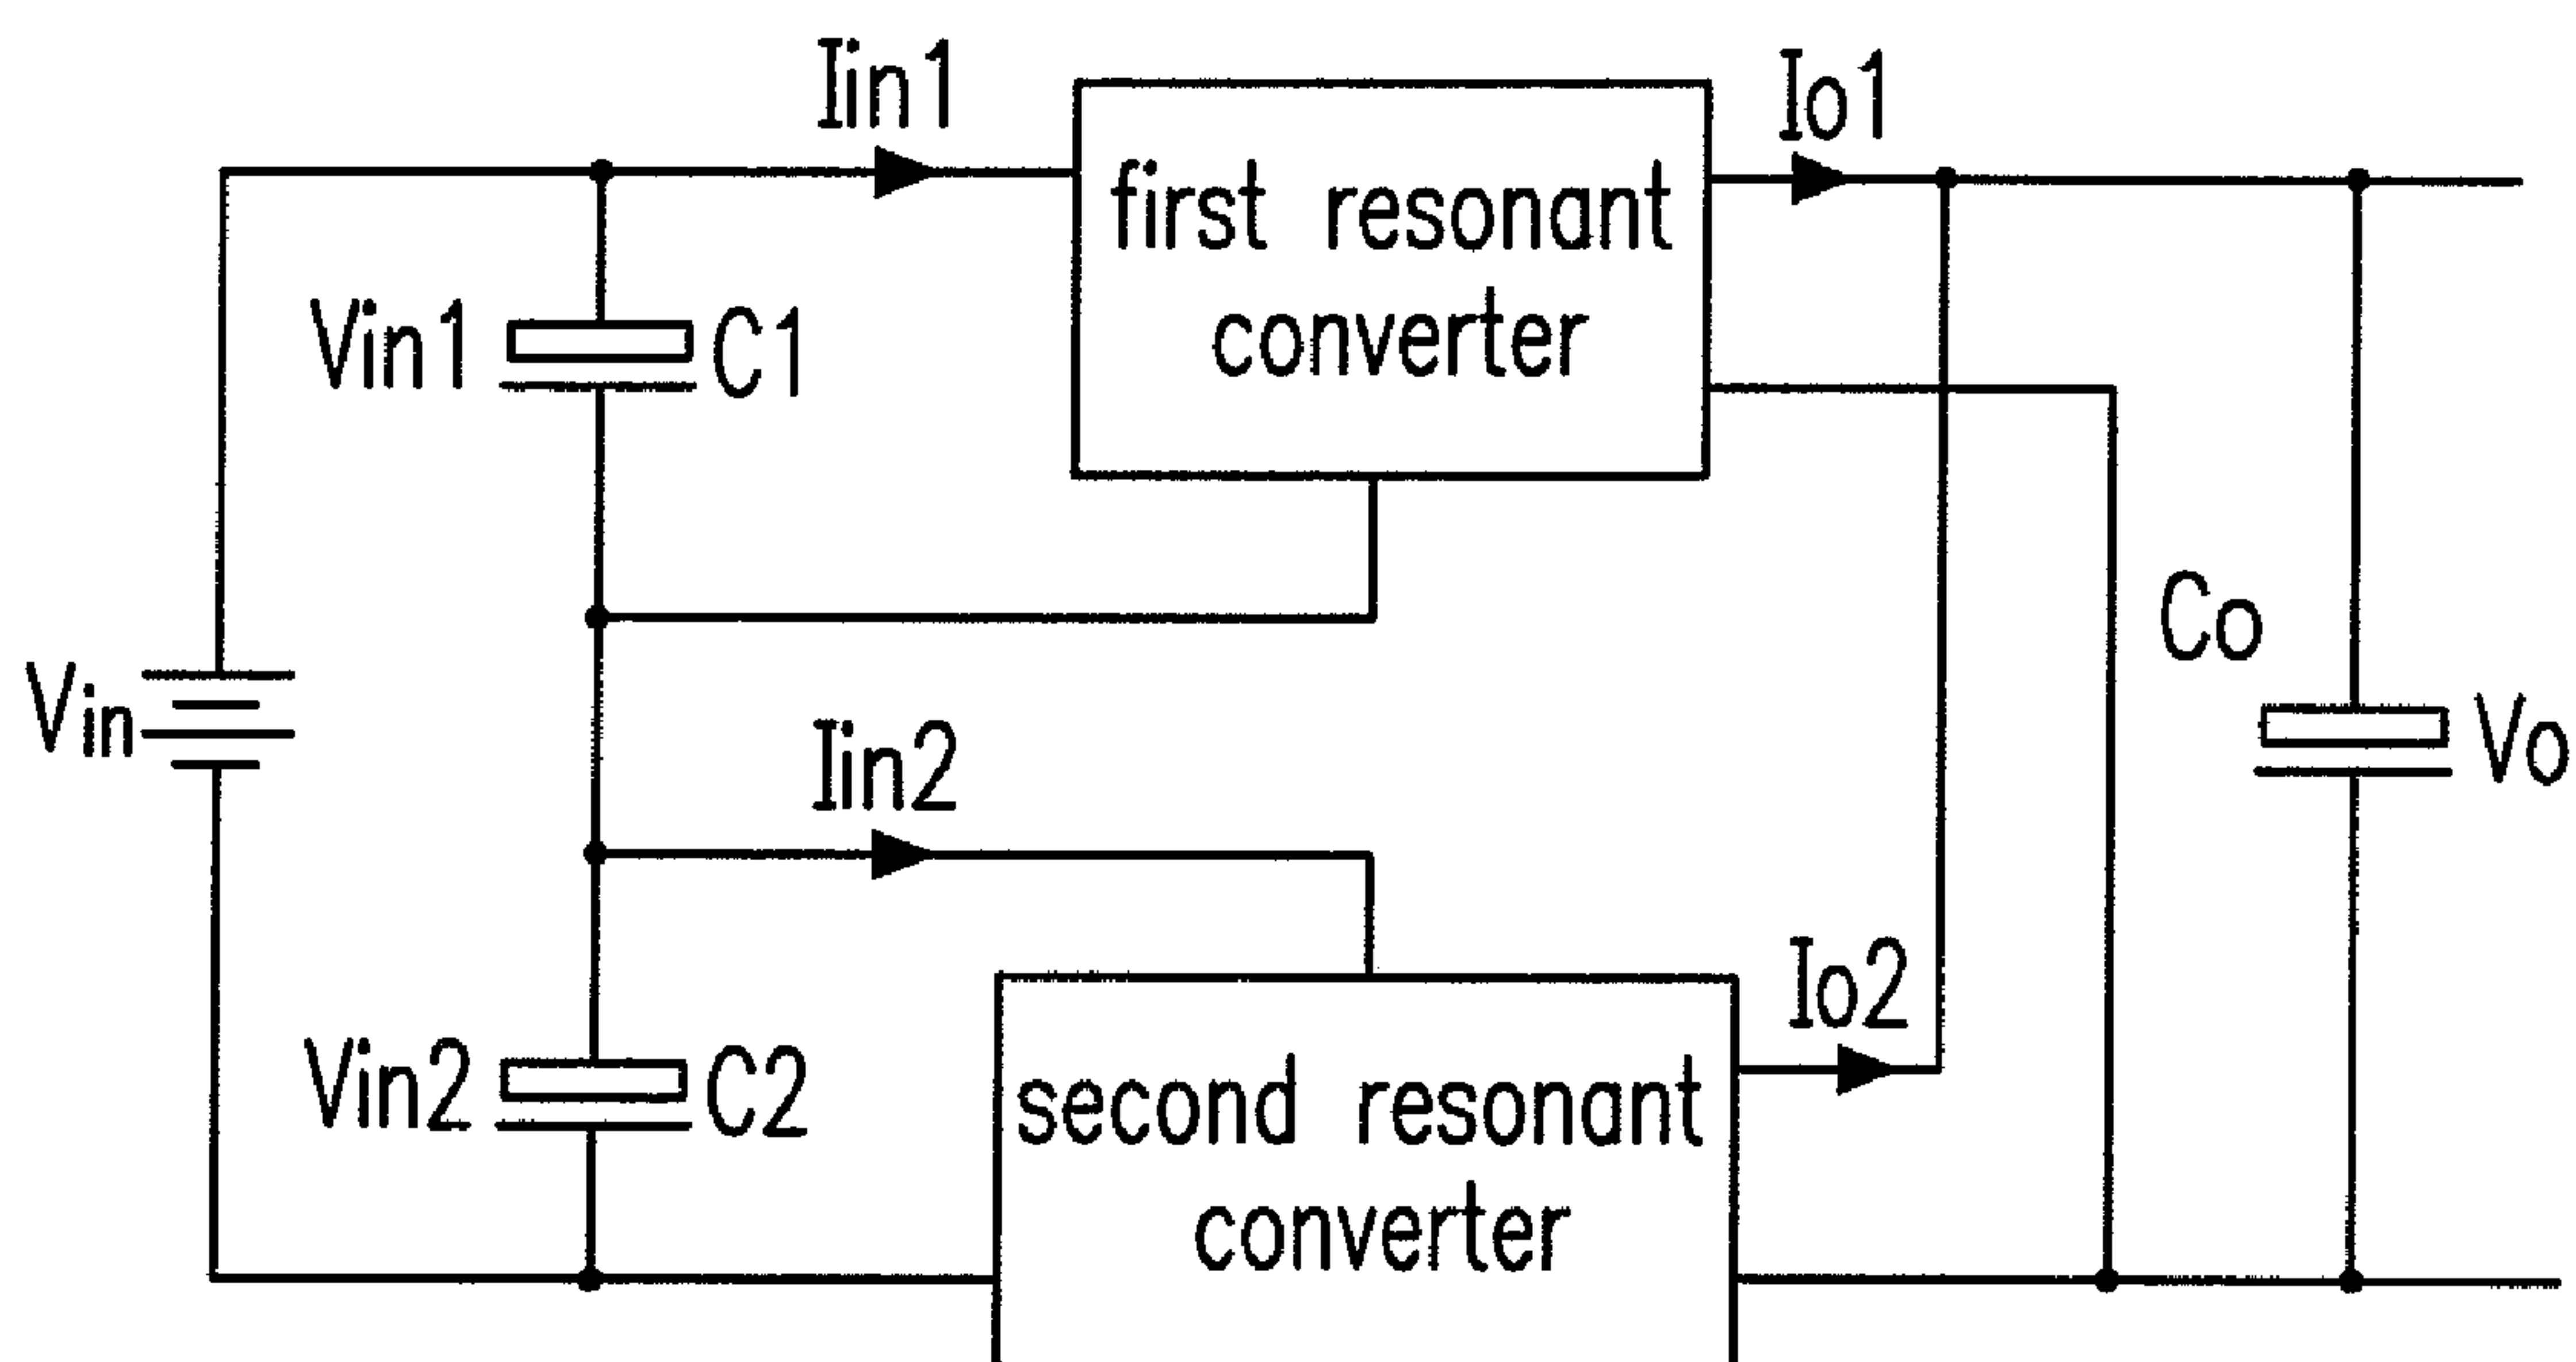 Iin1
Io1
first resonant
converter
Vin1
C1
Co
Vin
Vo
Iin2
Io2
Vin2
C2
second resonant
converter